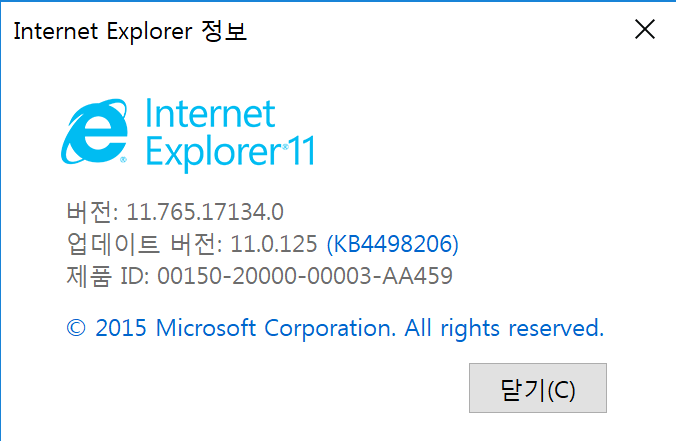 Internet Explorer 정보
Internet
Explorer®11
버전: 11.765.17134.0
업데이트 버전: 11.0.125 (KB4498206)
제품 ID: 00150-20000-00003-AA459
© 2015 Microsoft Corporation. All rights reserved.
닫기(C)